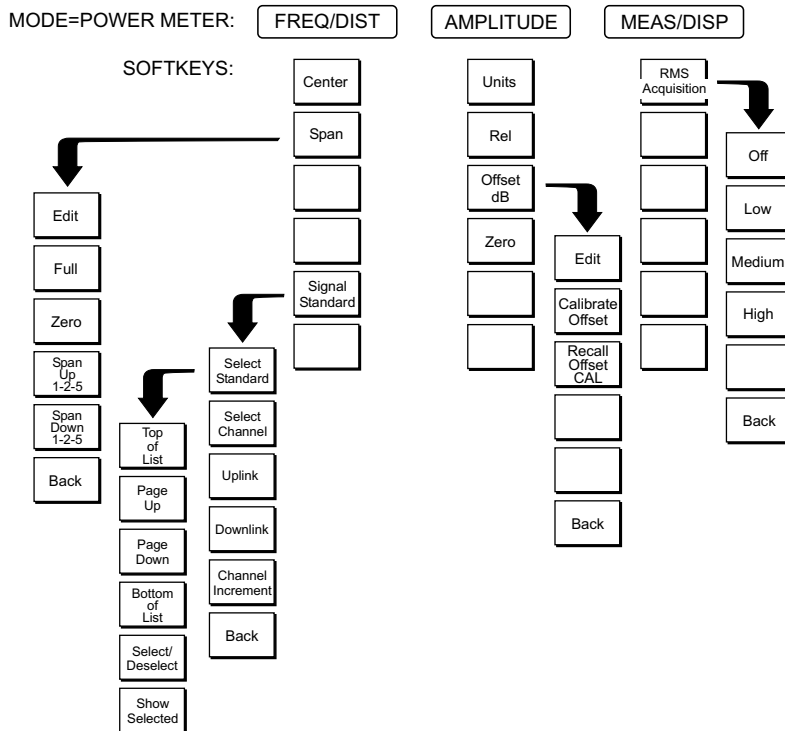 MODE=POWER METER:
FREQ/DIST
AMPLITUDE
MEAS/DISP
SOFTKEYS:
Center
Span
Signal
Standard
Edit
Full
Zero
Span
Up
1-2-5
Span
Down
1-2-5
Back
Select
Standard
Select
Channel
Uplink
Downlink
Channel
Increment
Back
Top
of
List
Page
Up
Page
Down
Bottom
of
List
Select/
Deselect
Show
Selected
Units
Rel
Offset
dB
Zero
Edit
Calibrate
Offset
Recall
Offset
CAL
Back
RMS
Acquisition
Off
Low
Medium
High
Back